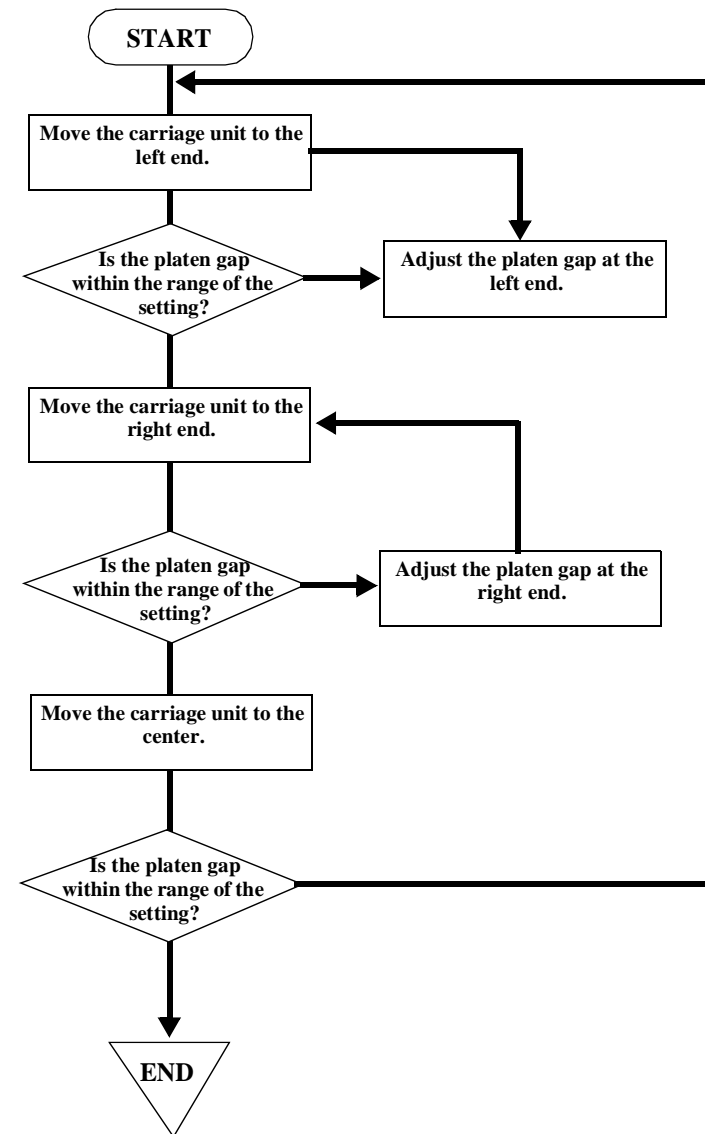 START
Move the carriage unit to the
left end.
Is the platen gap
within the range of the
setting?
Adjust the platen gap at the
left end.
Move the carriage unit to the
right end.
Is the platen gap
within the range of the
setting?
Adjust the platen gap at the
right end.
Move the carriage unit to the
center.
Is the platen gap
within the range of the
setting?
END